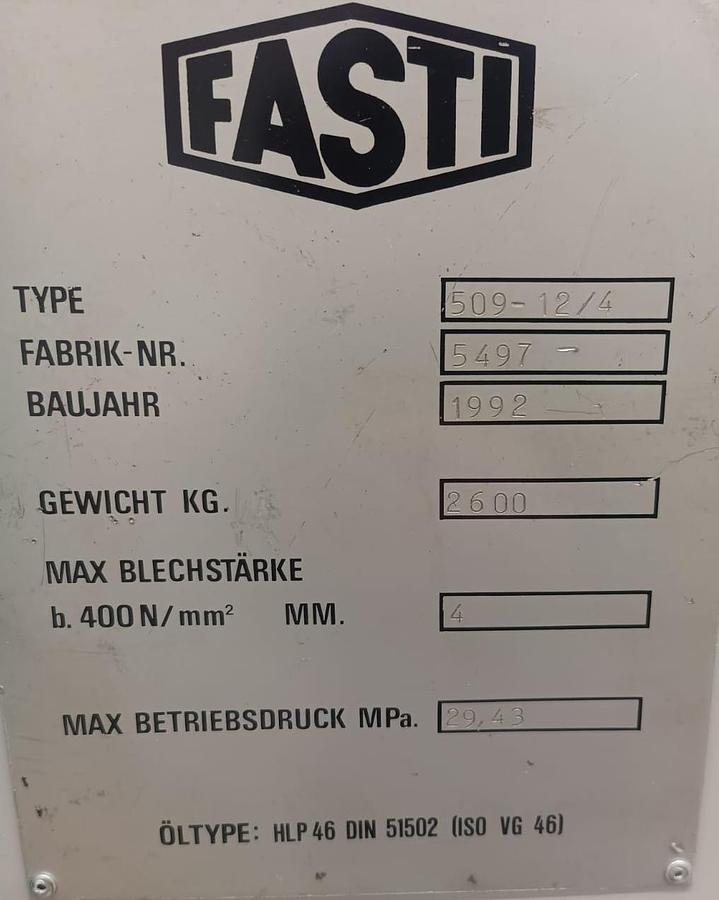 FASTI
TYPE 509-12/4
FABRIK-NR. 5497 -
BAUJAHR 1992
GEWICHT KG. 2600
MAX BLECHSTÄRKE
b. 400 N/mm² MM. 4
MAX BETRIEBSDRUCK MPa. 29,43
ÖLTYPE: HLP 46 DIN 51502 (ISO VG 46)